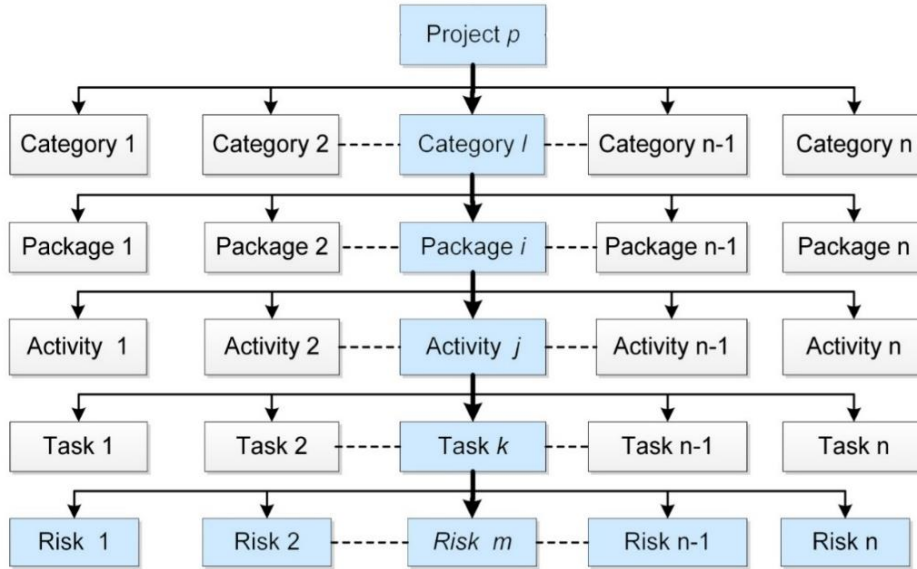 Project p
Category 1 Category 2 Category l Category n-1 Category n
Package 1 Package 2 Package i Package n-1 Package n
Activity 1 Activity 2 Activity j Activity n-1 Activity n
Task 1 Task 2 Task k Task n-1 Task n
Risk 1 Risk 2 Risk m Risk n-1 Risk n